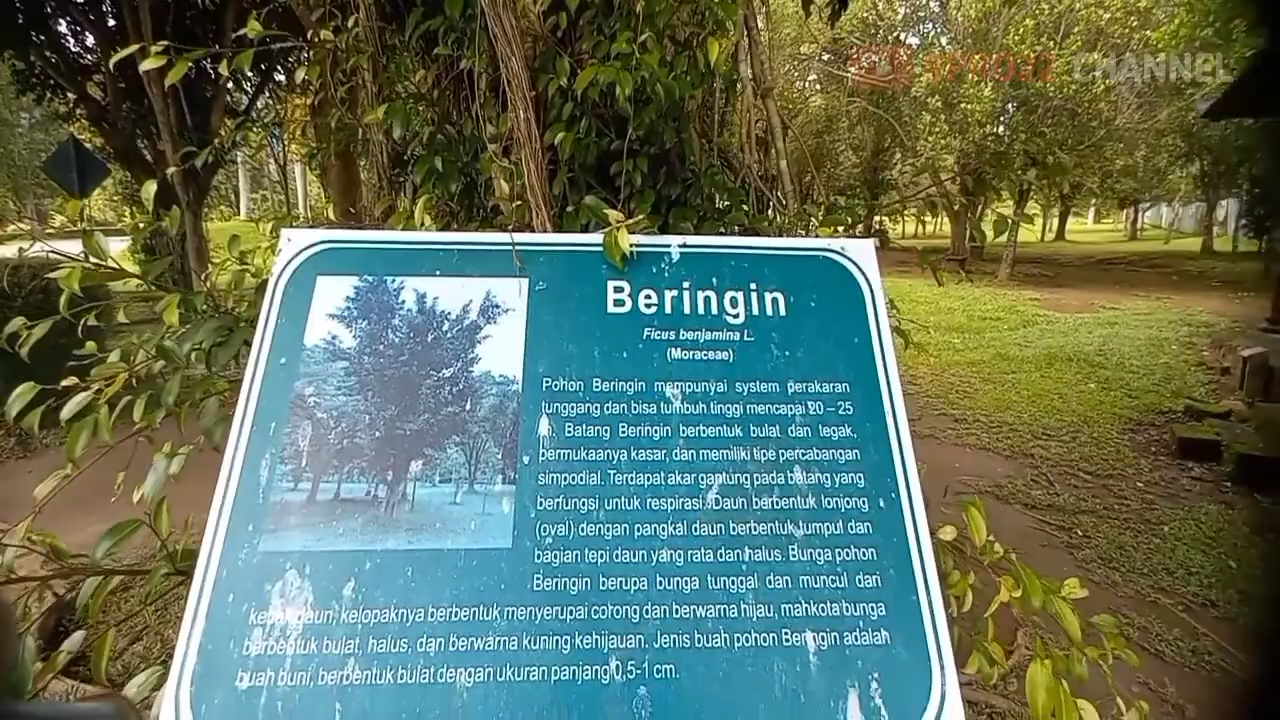 CHANNEL
Beringin
Ficus benjamina L.
(Moraceae)
Pohon Beringin mempunyai system perakaran
tunggang dan bisa tumbuh tinggi mencapai 20 – 25
Batang Beringin berbentuk bulat dan tegak,
permukaanya kasar, dan memiliki tipe percabangan
simpodial. Terdapat akar gantung pada batang yang
berfungsi untuk respirasi. Daun berbentuk lonjong
(oval) dengan pangkal daun berbentuk tumpul dan
bagian tepi daun yang rata dan halus. Bunga pohon
Beringin berupa bunga tunggal dan muncul dari
daun, kelopaknya berbentuk menyerupai corong dan berwarna hijau, mahkota bunga
berbentuk bulat, halus, dan berwarna kuning kehijauan. Jenis buah pohon Beringin adalah
buah buni, berbentuk bulat dengan ukuran panjang 0,5-1 cm.